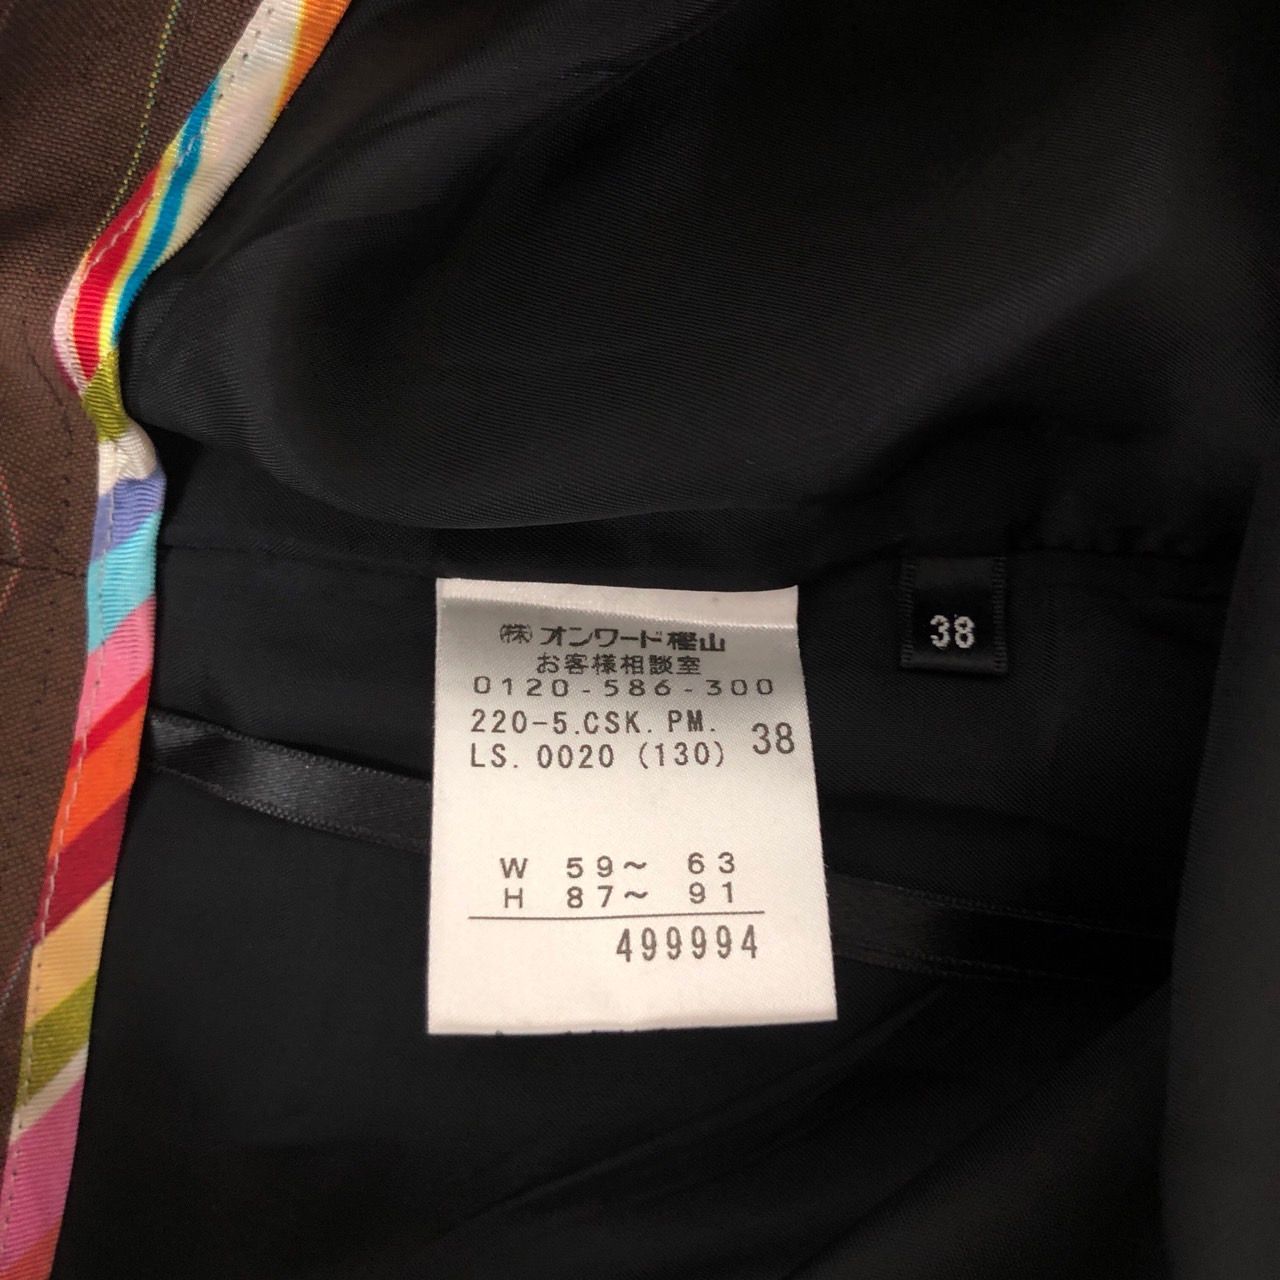 ㈱ オンワード樫山
お客様相談室
0120-586-300
220-5.CSK.PM.
LS.0020 (130) 38
W 59～ 63
H 87～ 91
499994
38